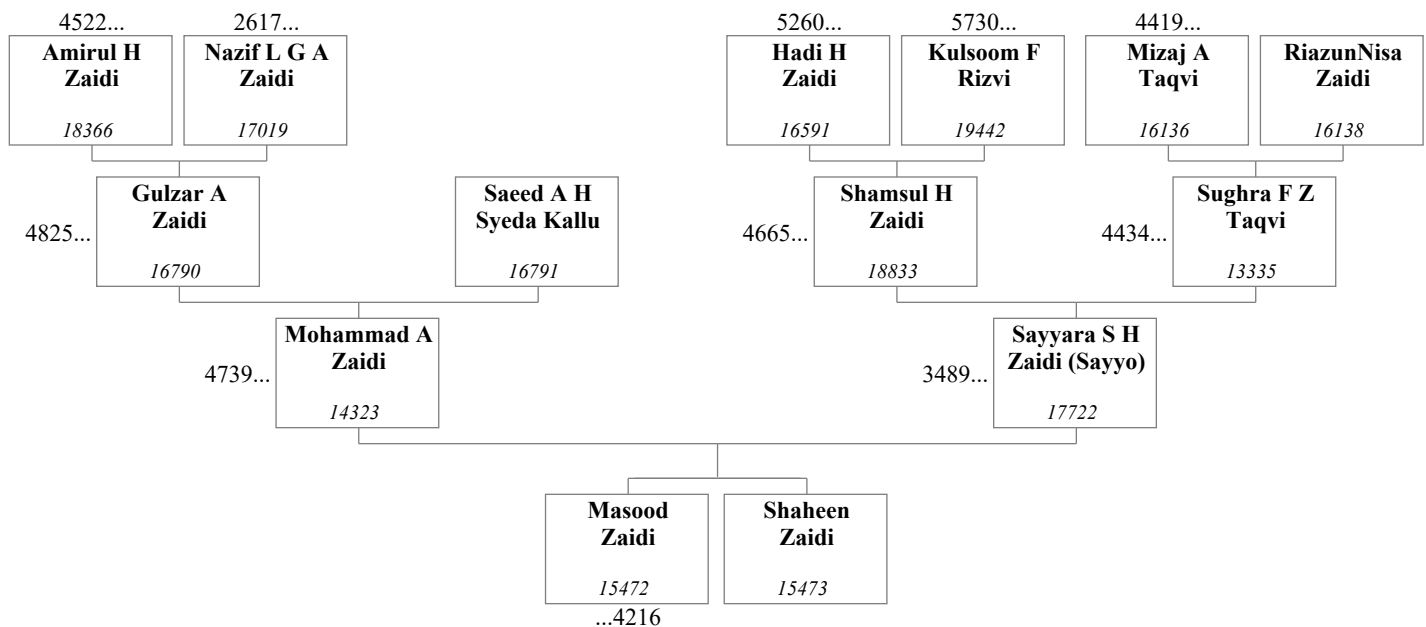 4522...
2617...
5260...
5730...
4419...
Amirul H
Zaidi
18366
Nazif L G A
Zaidi
17019
Hadi H
Zaidi
16591
Kulsoom F
Rizvi
19442
Mizaj A
Taqvi
16136
RiazunNisa
Zaidi
16138
4825...
Gulzar A
Zaidi
16790
Saeed A H
Syeda Kallu
16791
4665...
Shamsul H
Zaidi
18833
4434...
Sughra F Z
Taqvi
13335
4739...
Mohammad A
Zaidi
14323
3489...
Sayyara S H
Zaidi (Sayyo)
17722
Masood
Zaidi
15472
...4216
Shaheen
Zaidi
15473